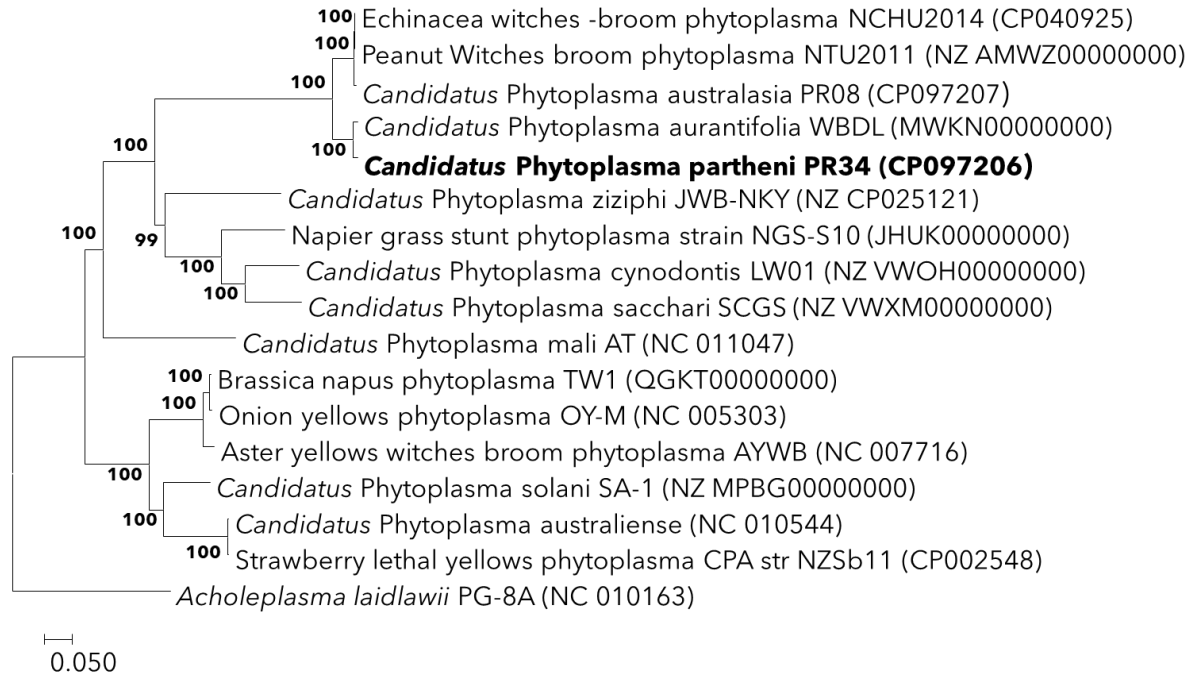 100 Echinacea witches -broom phytoplasma NCHU2014 (CP040925)
100
Peanut Witches broom phytoplasma NTU2011 (NZ AMWZ00000000)
100
Candidatus Phytoplasma australasia PR08 (CP097207)
Candidatus Phytoplasma aurantifolia WBDL (MWKN00000000)
100
100
Candidatus Phytoplasma partheni PR34 (CP097206)
Candidatus Phytoplasma ziziphi JWB-NKY (NZ CP025121)
100
99
Napier grass stunt phytoplasma strain NGS-S10 (JHUK00000000)
100
Candidatus Phytoplasma cynodontis LW01 (NZ VWOH00000000)
100
Candidatus Phytoplasma sacchari SCGS (NZ VWXM00000000)
Candidatus Phytoplasma mali AT (NC 011047)
100
Brassica napus phytoplasma TW1 (QGKT00000000)
100
Onion yellows phytoplasma OY-M (NC 005303)
Aster yellows witches broom phytoplasma AYWB (NC 007716)
100
Candidatus Phytoplasma solani SA-1 (NZ MPBG00000000)
100
Candidatus Phytoplasma australiense (NC 010544)
100
Strawberry lethal yellows phytoplasma CPA str NZSb11 (CP002548)
Acholeplasma laidlawii PG-8A (NC 010163)
0.050